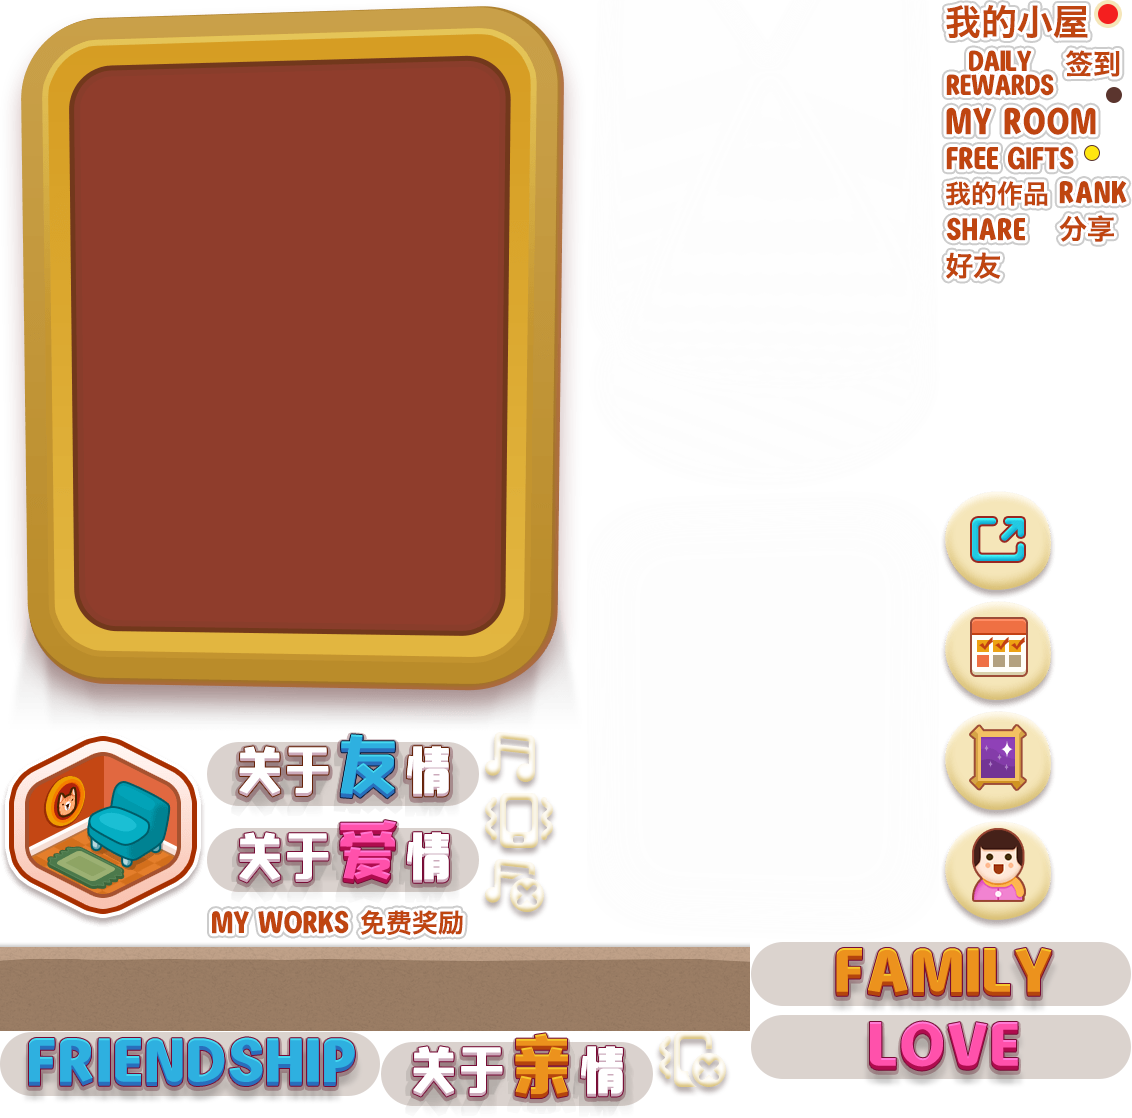 我的小屋
DAILY
REWARDS
签到
MY ROOM
FREE GIFTS
我的作品
RANK
SHARE
分享
好友
关于友情
关于爱情
MY WORKS
免费奖励
FAMILY
LOVE
FRIENDSHIP
关于亲情